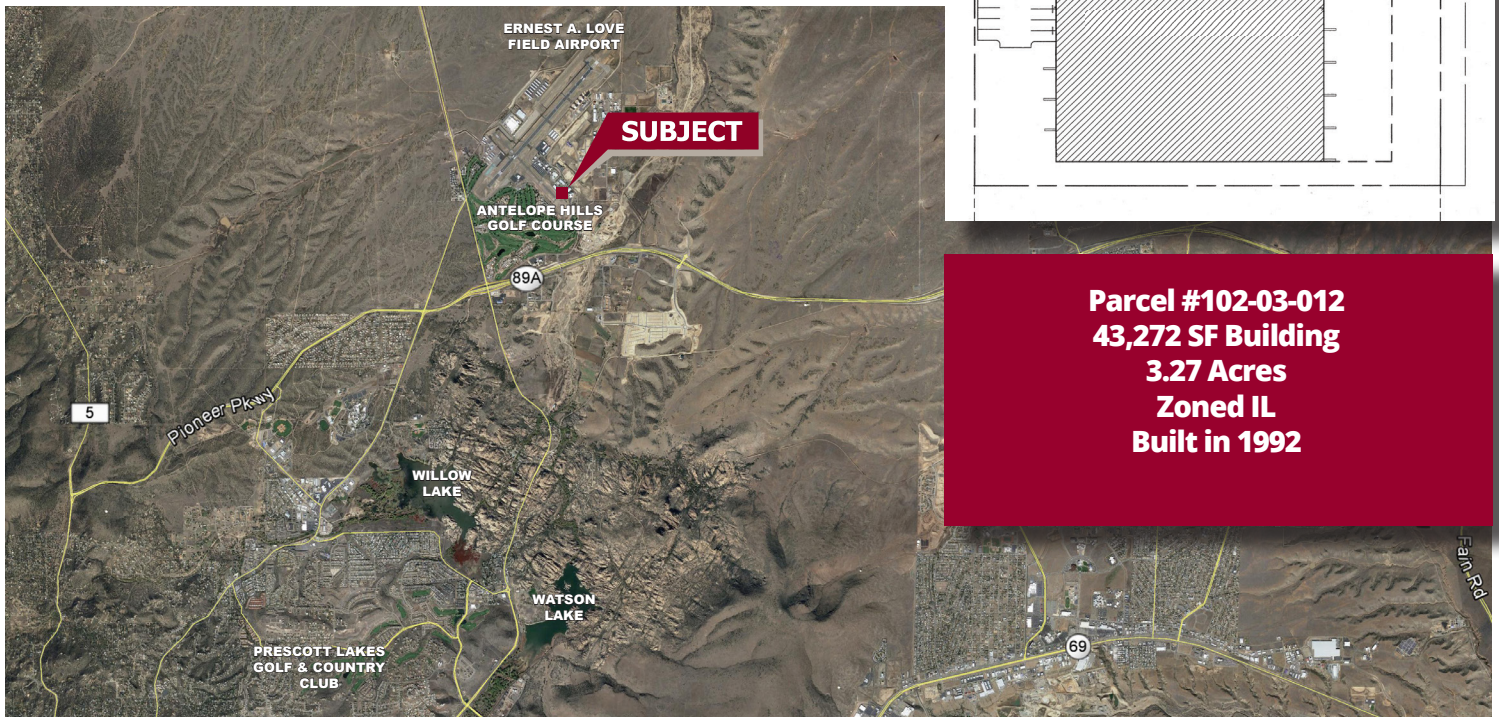 ERNEST A. LOVE
FIELD AIRPORT
SUBJECT
ANTELOPE HILLS
GOLF COURSE
89A
Parcel #102-03-012
43,272 SF Building
3.27 Acres
Zoned IL
Built in 1992
5
Pioneer Pkwy
WILLOW
LAKE
WATSON
LAKE
Fain Rd
PRESCOTT LAKES
GOLF & COUNTRY
CLUB
69